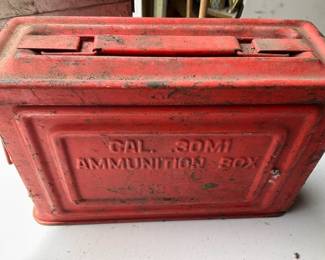 CAL. .30M1
AMMUNITION BOX